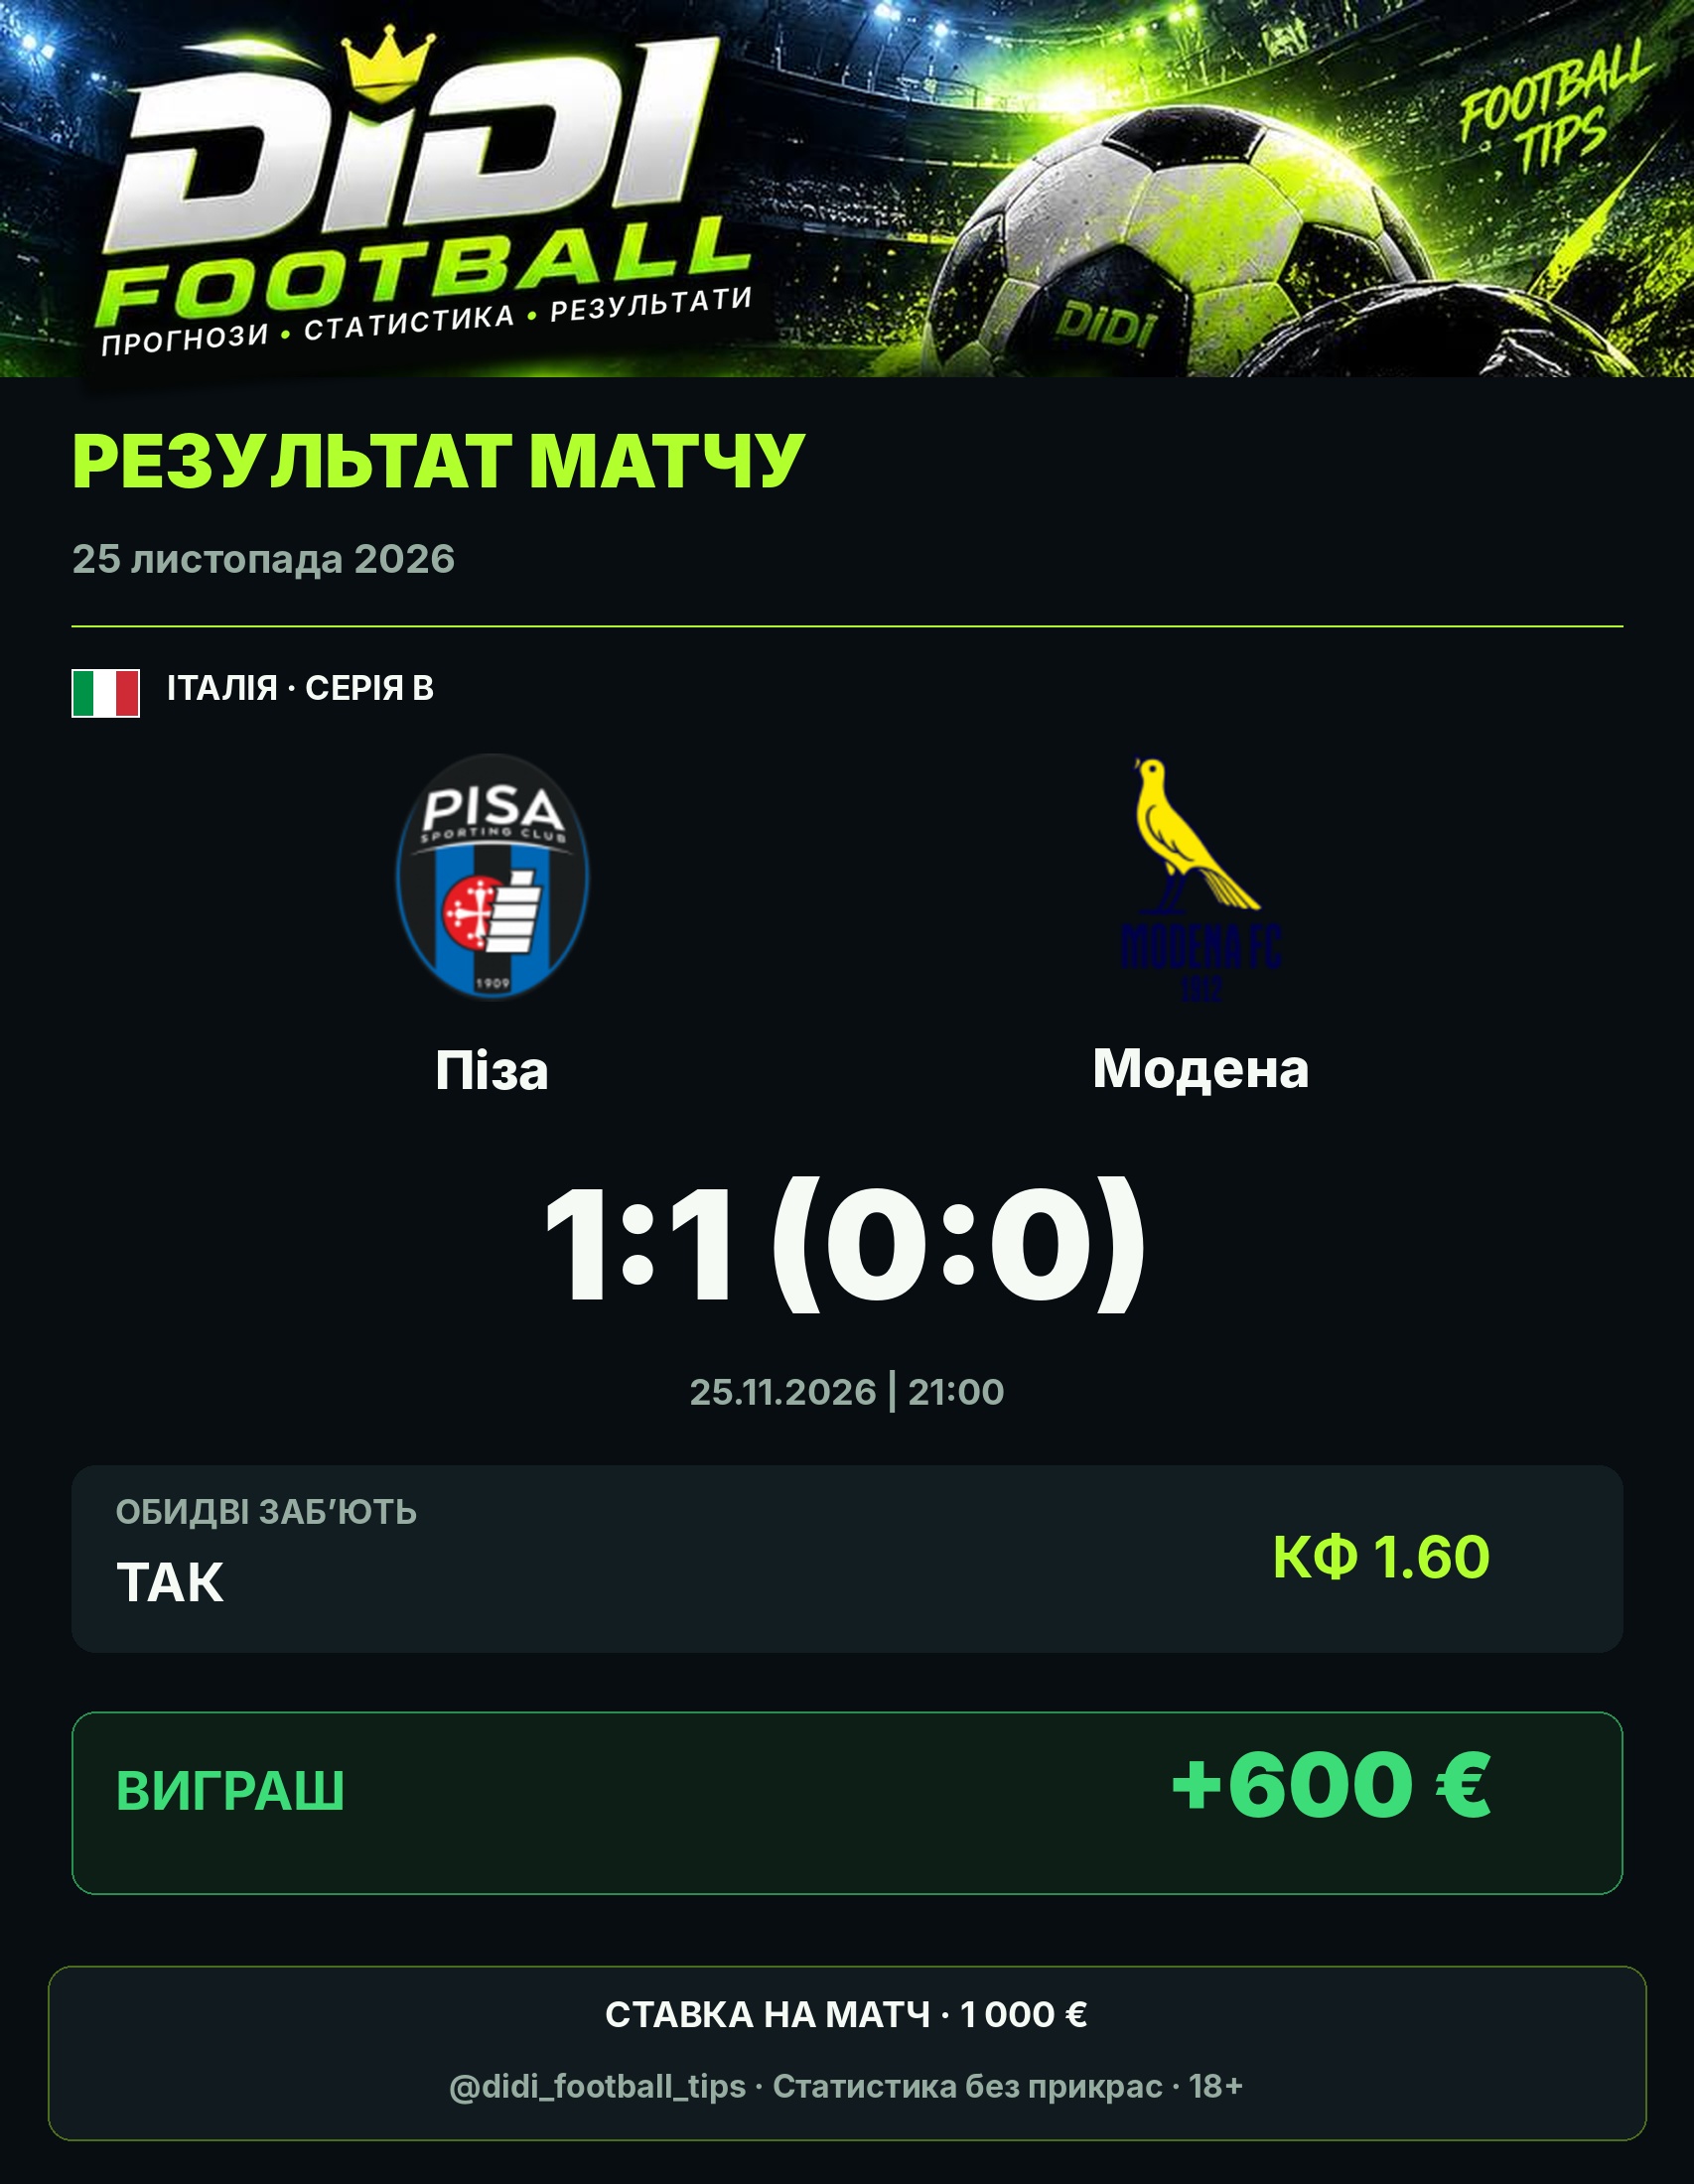 DiDi
FOOTBALL
ПРОГНОЗИ • СТАТИСТИКА • РЕЗУЛЬТАТИ
FOOTBALL
TIPS
DiDi
РЕЗУЛЬТАТ МАТЧУ
25 листопада 2026
ІТАЛІЯ · СЕРІЯ B
PISA
SPORTING CLUB
1909
MODENA FC
1912
Піза
Модена
1:1 (0:0)
25.11.2026 | 21:00
ОБИДВІ ЗАБ’ЮТЬ
ТАК
КФ 1.60
ВИГРАШ
+600 €
СТАВКА НА МАТЧ · 1 000 €
@didi_football_tips · Статистика без прикрас · 18+